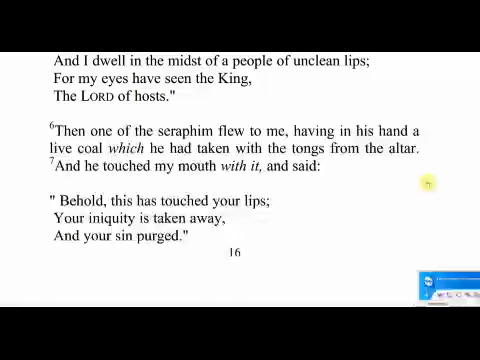 And I dwell in the midst of a people of unclean lips;
For my eyes have seen the King,
The LORD of hosts."
6Then one of the seraphim flew to me, having in his hand a
live coal which he had taken with the tongs from the altar.
7And he touched my mouth with it, and said:
" Behold, this has touched your lips;
Your iniquity is taken away,
And your sin purged."
16